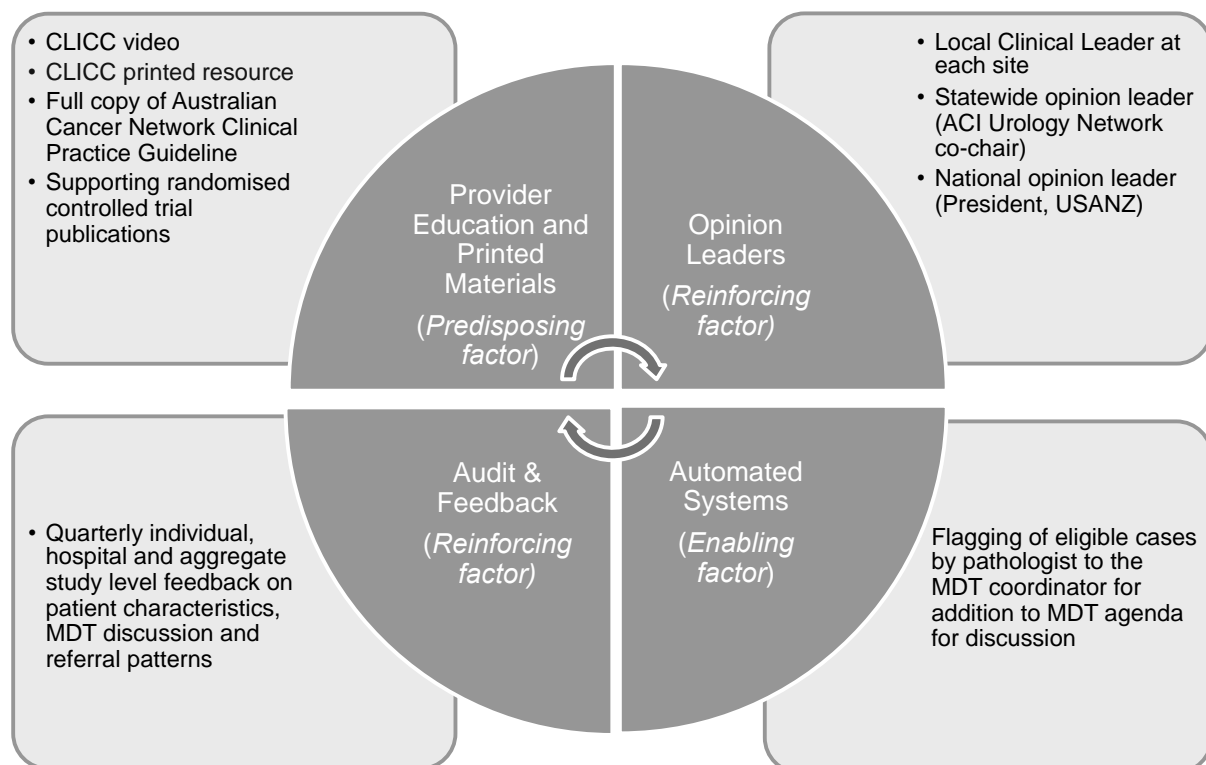 • CLICC video
• CLICC printed resource
• Full copy of Australian
Cancer Network Clinical
Practice Guideline
• Supporting randomised
controlled trial
publications
Provider
Education and
Printed
Materials
(Predisposing
factor)
• Local Clinical Leader at
each site
• Statewide opinion leader
(ACI Urology Network
co-chair)
• National opinion leader
(President, USANZ)
Opinion
Leaders
(Reinforcing
factor)
• Quarterly individual,
hospital and aggregate
study level feedback on
patient characteristics,
MDT discussion and
referral patterns
Audit &
Feedback
(Reinforcing
factor)
Automated
Systems
(Enabling
factor)
Flagging of eligible cases
by pathologist to the
MDT coordinator for
addition to MDT agenda
for discussion